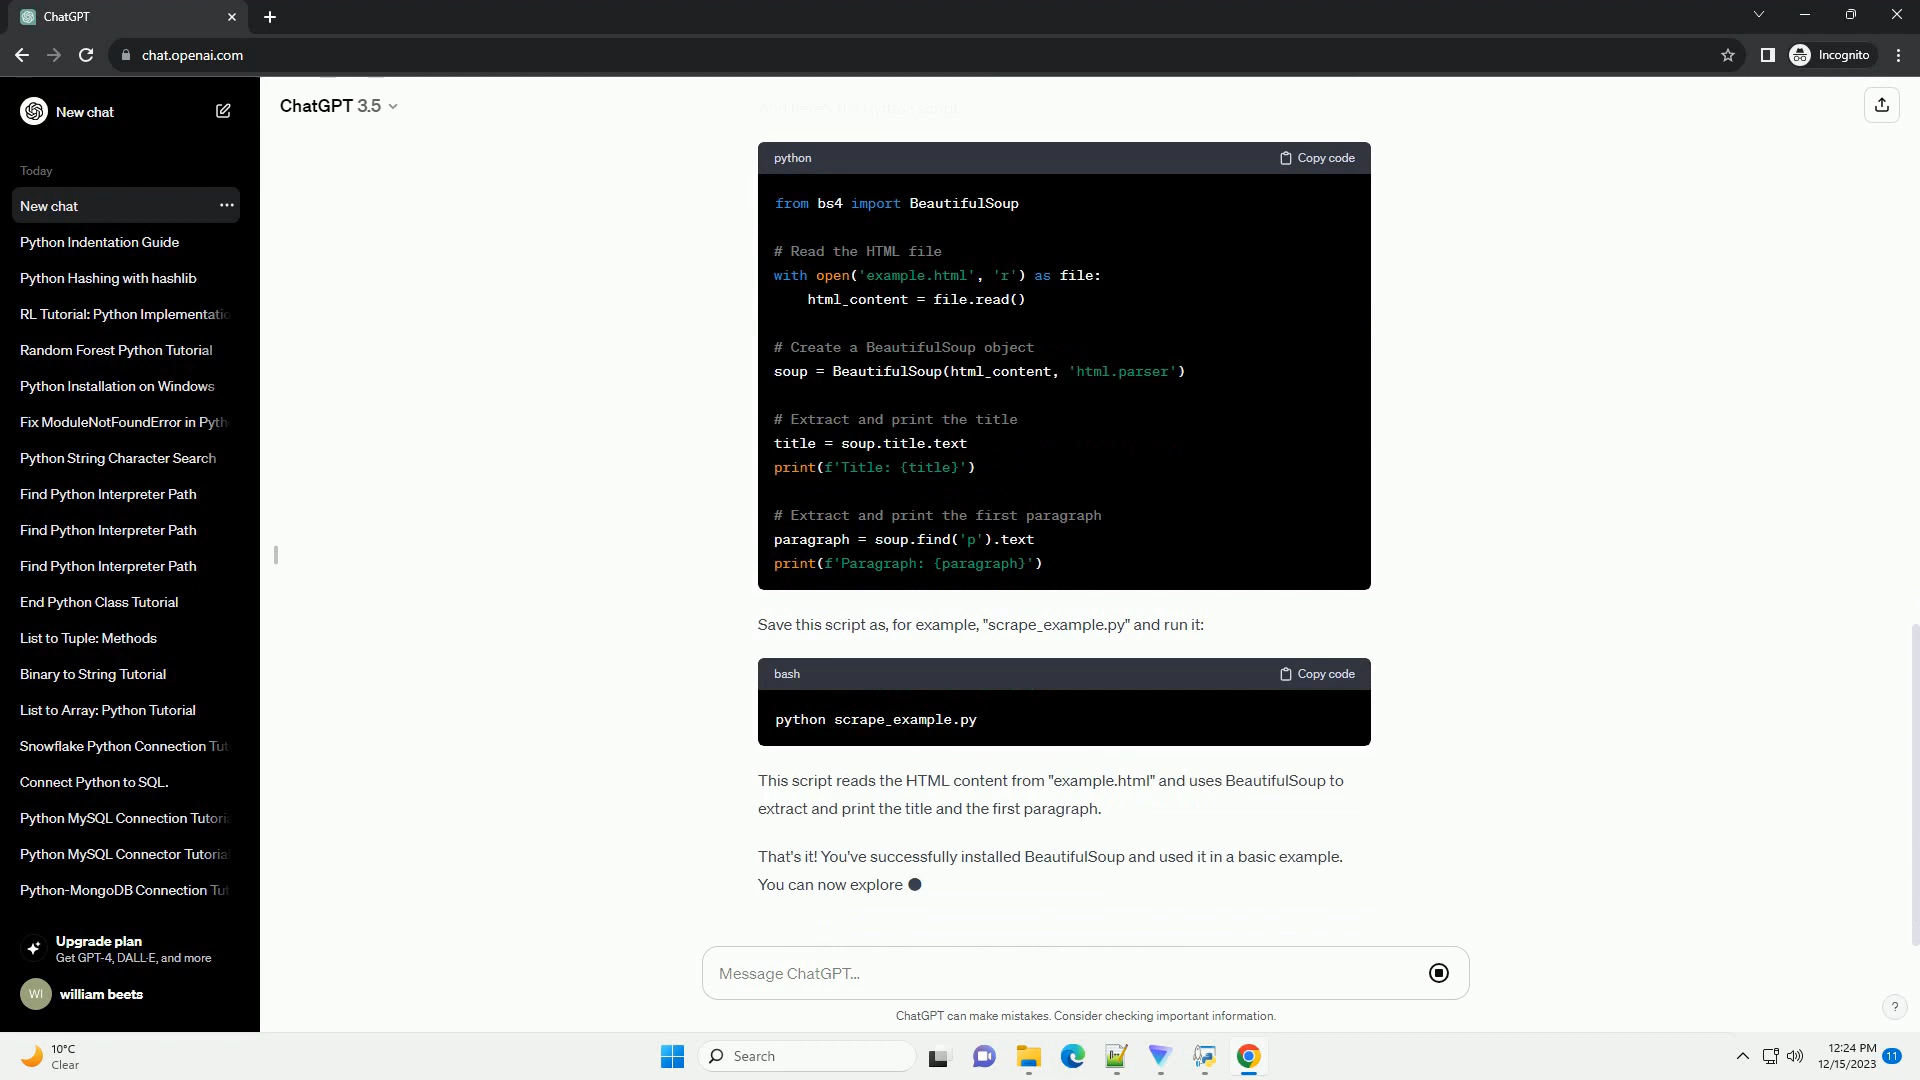 ChatGPT
chat.openai.com
Incognito
New chat
Today
New chat
Python Indentation Guide
Python Hashing with hashlib
RL Tutorial: Python Implementatio
Random Forest Python Tutorial
Python Installation on Windows
Fix ModuleNotFoundError in Pyth
Python String Character Search
Find Python Interpreter Path
Find Python Interpreter Path
Find Python Interpreter Path
End Python Class Tutorial
List to Tuple: Methods
Binary to String Tutorial
List to Array: Python Tutorial
Snowflake Python Connection Tut
Connect Python to SQL.
Python MySQL Connection Tutoria
Python MySQL Connector Tutorial
Python-MongoDB Connection Tut
Upgrade plan
Get GPT-4, DALL·E, and more
WI
william beets
ChatGPT 3.5
python
Copy code
from bs4 import BeautifulSoup
# Read the HTML file
with open('example.html', 'r') as file:
    html_content = file.read()
# Create a BeautifulSoup object
soup = BeautifulSoup(html_content, 'html.parser')
# Extract and print the title
title = soup.title.text
print(f'Title: {title}')
# Extract and print the first paragraph
paragraph = soup.find('p').text
print(f'Paragraph: {paragraph}')
Save this script as, for example, "scrape_example.py" and run it:
bash
Copy code
python scrape_example.py
This script reads the HTML content from "example.html" and uses BeautifulSoup to
extract and print the title and the first paragraph.
That's it! You've successfully installed BeautifulSoup and used it in a basic example.
You can now explore
Message ChatGPT…
ChatGPT can make mistakes. Consider checking important information.
?
10°C
Clear
Search
12:24 PM
12/15/2023
11